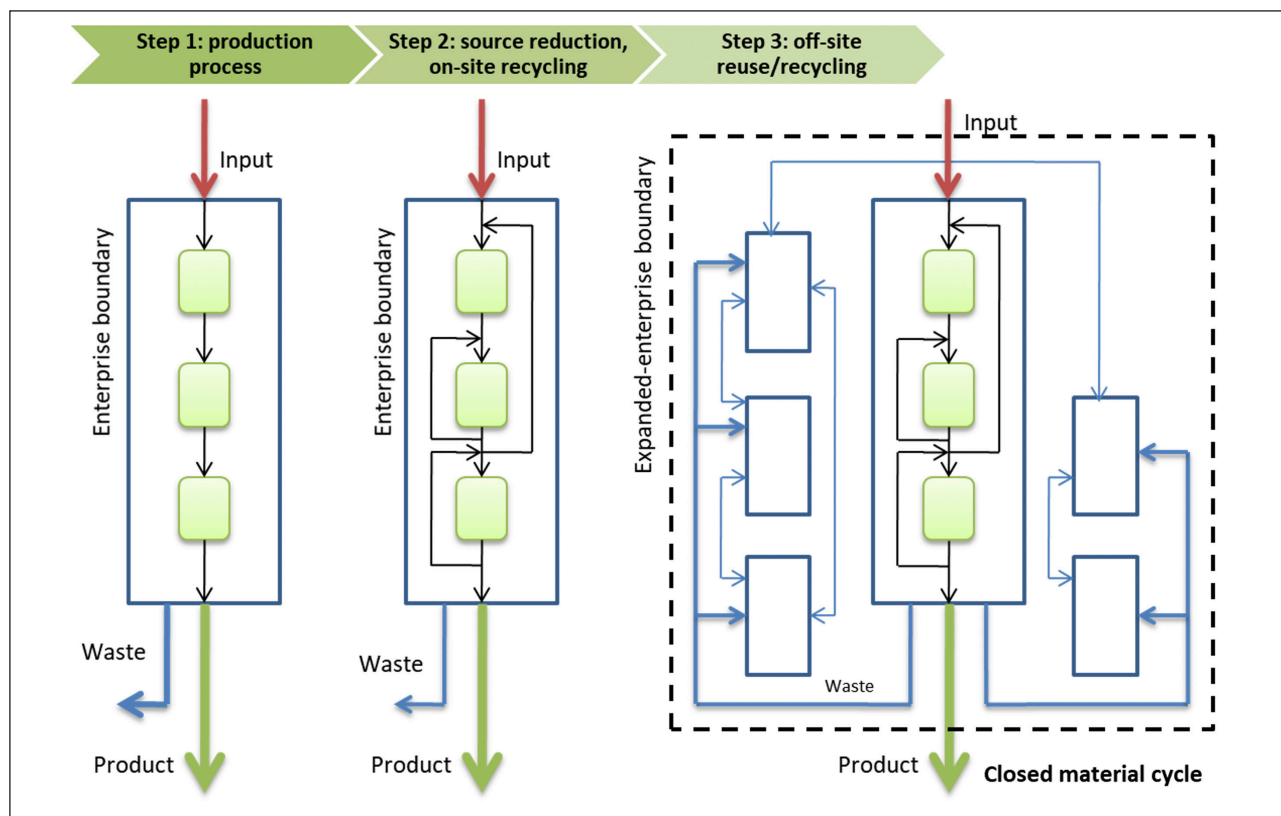 Step 1: production
process
Step 2: source reduction,
on-site recycling
Step 3: off-site
reuse/recycling
Input
Enterprise boundary
Waste
Product
Input
Enterprise boundary
Waste
Product
Input
Expanded-enterprise boundary
Waste
Product
Closed material cycle